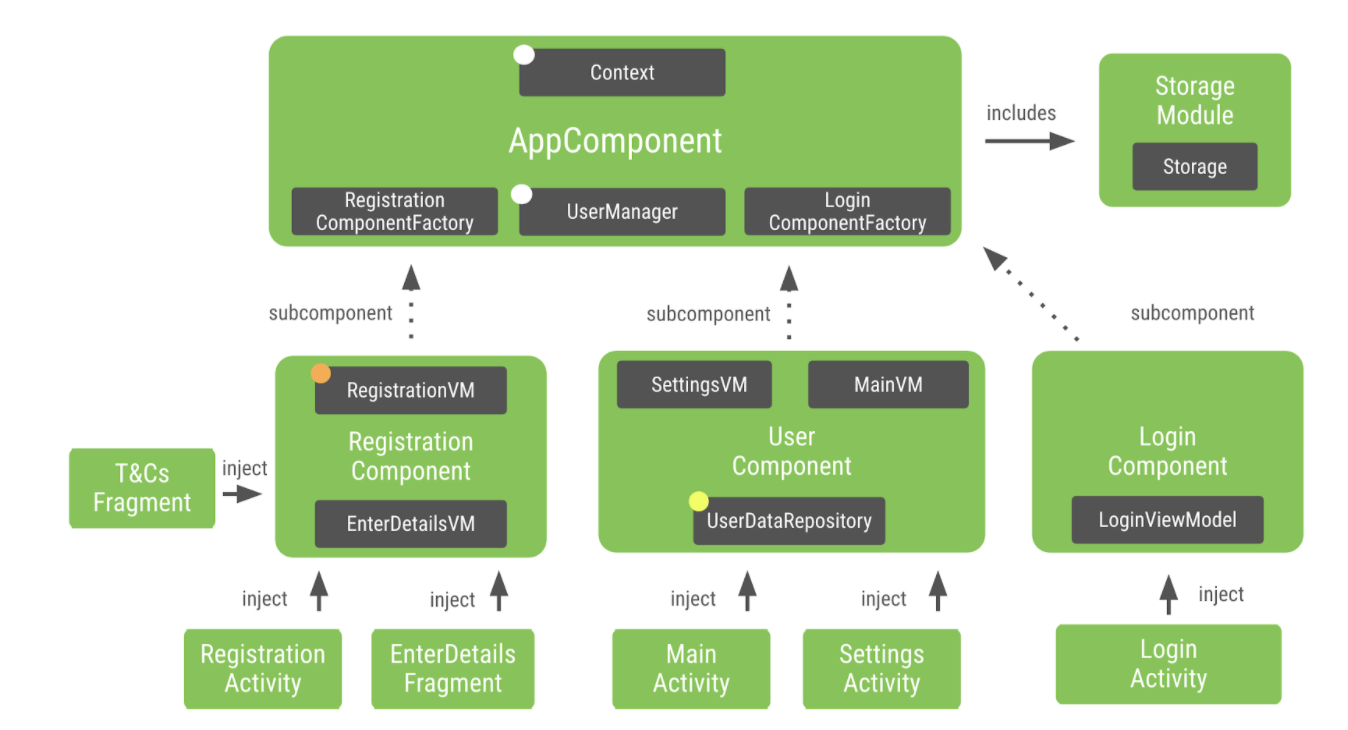 Context
AppComponent
Registration
ComponentFactory
UserManager
Login
ComponentFactory
includes
Storage
Module
Storage
subcomponent
subcomponent
subcomponent
RegistrationVM
Registration
Component
EnterDetailsVM
SettingsVM
MainVM
User
Component
UserDataRepository
Login
Component
LoginViewModel
T&Cs
Fragment
inject
inject
inject
inject
inject
inject
Registration
Activity
EnterDetails
Fragment
Main
Activity
Settings
Activity
Login
Activity